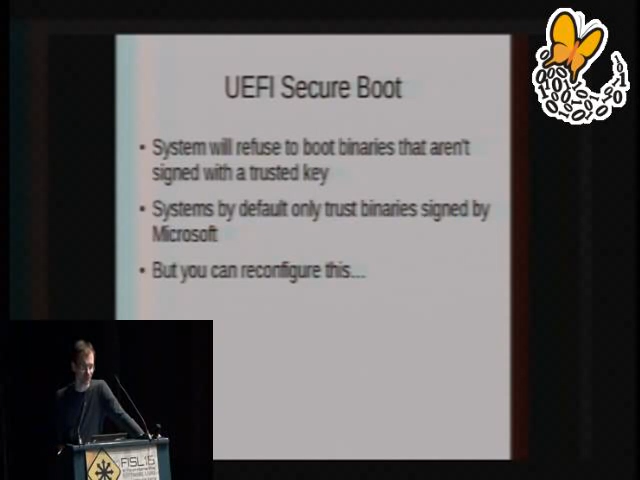 UEFI Secure Boot
• System will refuse to boot binaries that aren't
signed with a trusted key
• Systems by default only trust binaries signed by
Microsoft
• But you can reconfigure this...
FISL15